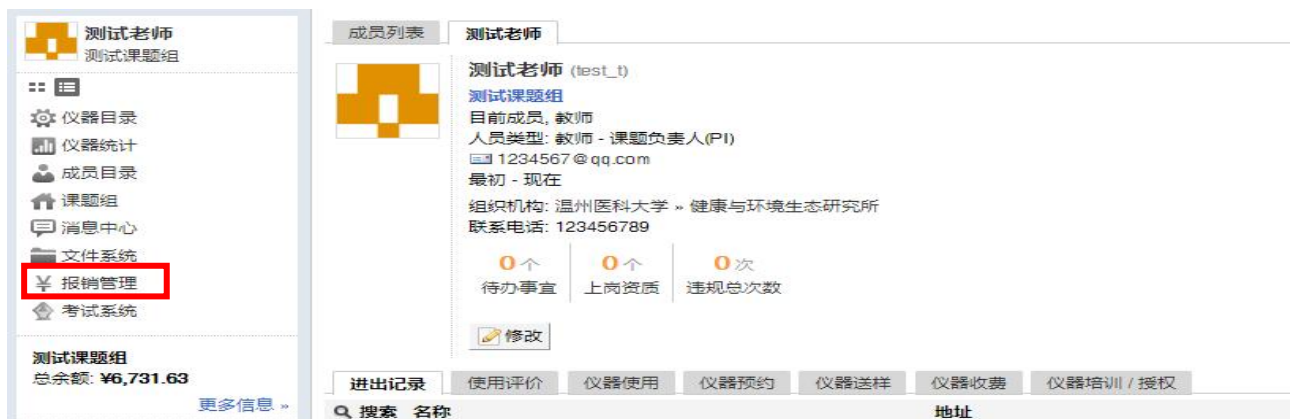 测试老师
测试课题组
仪器目录
仪器统计
成员目录
课题组
消息中心
文件系统
报销管理
考试系统
测试课题组
总余额: ¥6,731.63
更多信息 »
成员列表 测试老师
测试老师 (test_t)
测试课题组
目前成员, 教师
人员类型: 教师 - 课题负责人(PI)
1234567@qq.com
最初 - 现在
组织机构: 温州医科大学 » 健康与环境生态研究所
联系电话: 123456789
0个 0个 0次
待办事宜 上岗资质 违规总次数
修改
进出记录 使用评价 仪器使用 仪器预约 仪器送样 仪器收费 仪器培训 / 授权
搜索 名称 地址